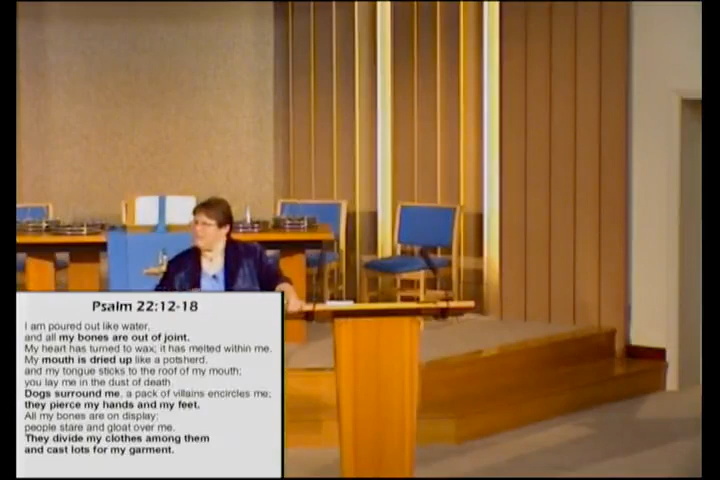 Psalm 22:12-18
I am poured out like water,
and all my bones are out of joint.
My heart has turned to wax; it has melted within me.
My mouth is dried up like a potsherd,
and my tongue sticks to the roof of my mouth;
you lay me in the dust of death
Dogs surround me, a pack of villains encircles me;
they pierce my hands and my feet.
All my bones are on display;
people stare and gloat over me.
They divide my clothes among them
and cast lots for my garment.